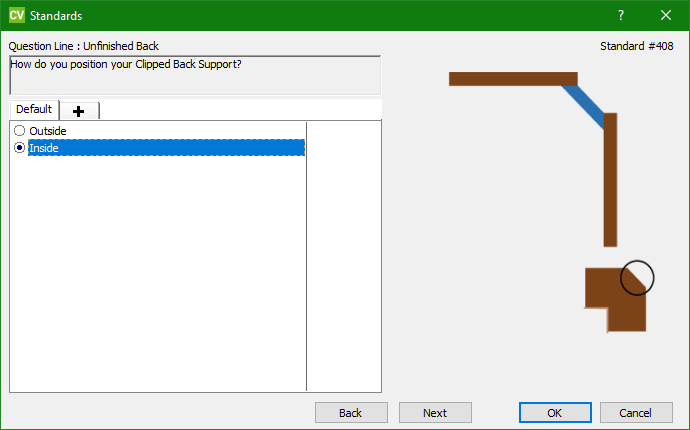 CV Standards
Question Line : Unfinished Back Standard #408
How do you position your Clipped Back Support?
Default
Outside
Inside
Back Next OK Cancel